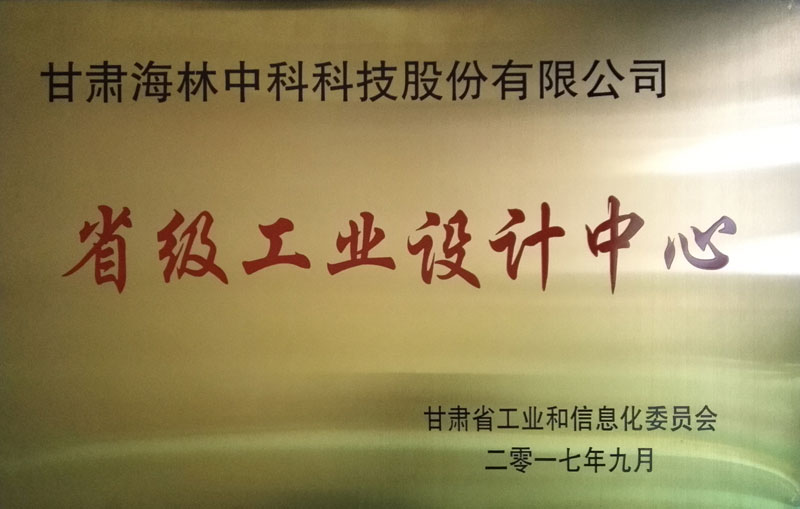 甘肃海林中科科技股份有限公司
省级工业设计中心
甘肃省工业和信息化委员会
二零一七年九月